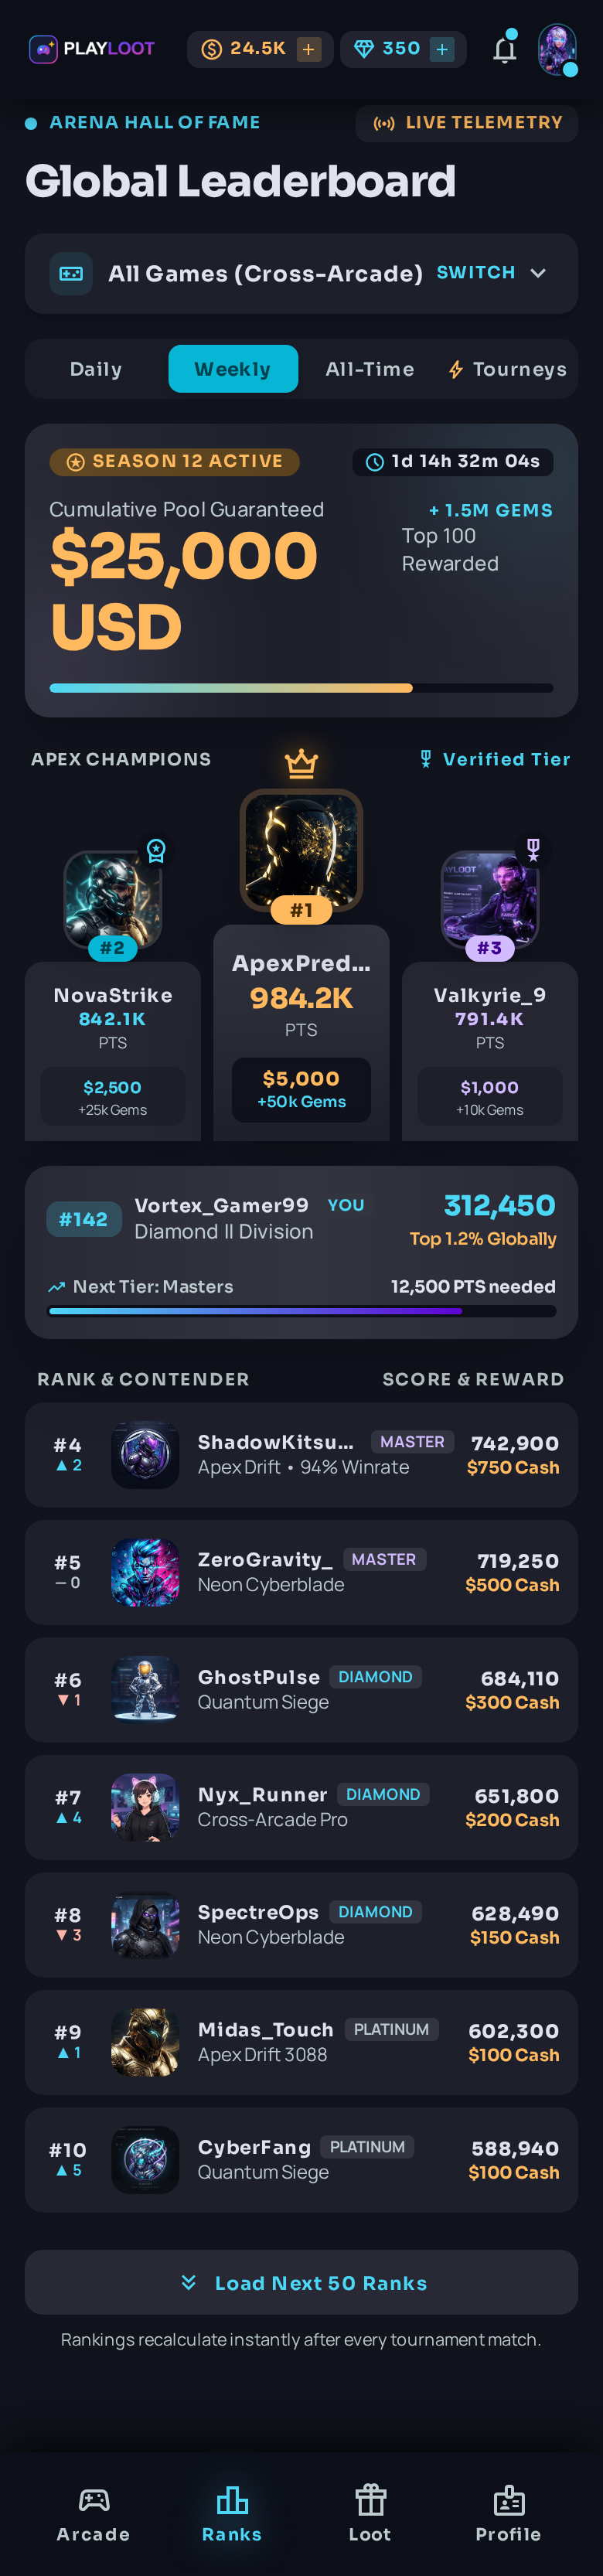 PLAYLOOT
24.5K
350
ARENA HALL OF FAME
LIVE TELEMETRY
Global Leaderboard
All Games (Cross-Arcade) SWITCH
Daily Weekly All-Time Tourneys
SEASON 12 ACTIVE
1d 14h 32m 04s
Cumulative Pool Guaranteed
+ 1.5M GEMS
$25,000
USD
Top 100
Rewarded
APEX CHAMPIONS
Verified Tier
#2
NovaStrike
842.1K
PTS
$2,500
+25k Gems
#1
ApexPred...
984.2K
PTS
$5,000
+50k Gems
#3
Valkyrie_9
791.4K
PTS
$1,000
+10k Gems
#142
Vortex_Gamer99 YOU
Diamond II Division
312,450
Top 1.2% Globally
Next Tier: Masters
12,500 PTS needed
RANK & CONTENDER SCORE & REWARD
#4
▲ 2
ShadowKitsu... MASTER
Apex Drift • 94% Winrate
742,900
$750 Cash
#5
— 0
ZeroGravity_ MASTER
Neon Cyberblade
719,250
$500 Cash
#6
▼ 1
GhostPulse DIAMOND
Quantum Siege
684,110
$300 Cash
#7
▲ 4
Nyx_Runner DIAMOND
Cross-Arcade Pro
651,800
$200 Cash
#8
▼ 3
SpectreOps DIAMOND
Neon Cyberblade
628,490
$150 Cash
#9
▲ 1
Midas_Touch PLATINUM
Apex Drift 3088
602,300
$100 Cash
#10
▲ 5
CyberFang PLATINUM
Quantum Siege
588,940
$100 Cash
Load Next 50 Ranks
Rankings recalculate instantly after every tournament match.
Arcade Ranks Loot Profile